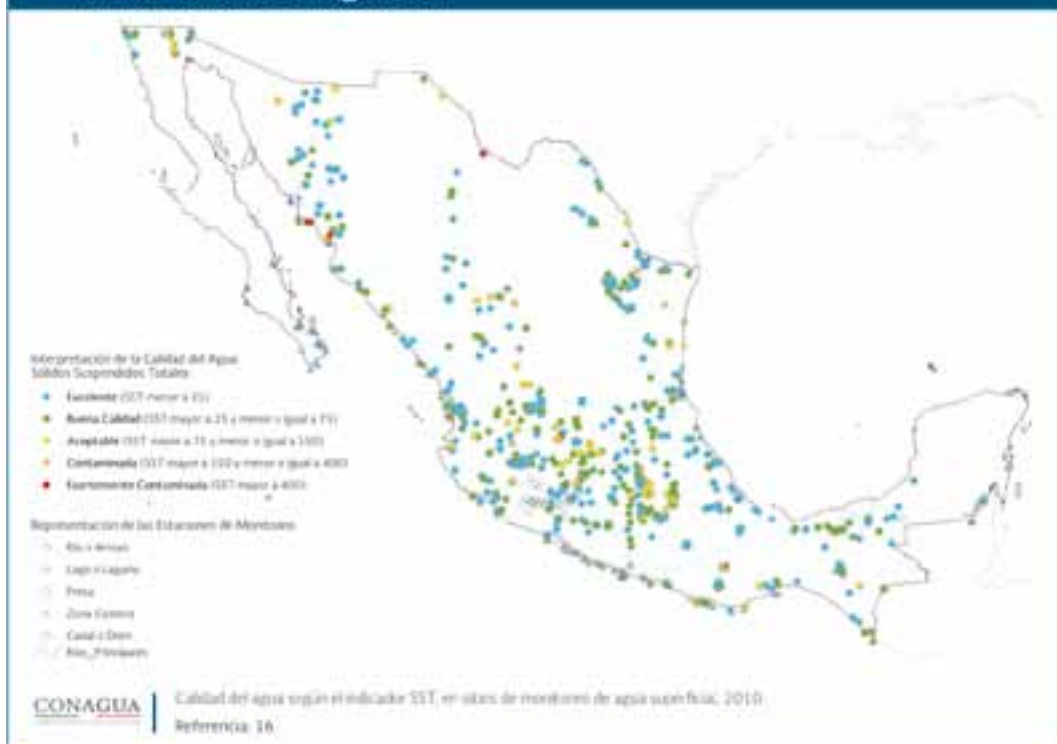 Interpretación de la Calidad del Agua
Sólidos Suspendidos Totales
Excelente (SST menor a 25)
Buena Calidad (SST mayor a 25 y menor o igual a 75)
Aceptable (SST mayor a 75 y menor o igual a 150)
Contaminada (SST mayor a 150 y menor o igual a 400)
Fuertemente Contaminada (SST mayor a 400)
Representación de las Estaciones de Monitoreo
Río o Arroyo
Lago o Laguna
Presa
Zona Costera
Canal o Dren
Ríos_Principales
CONAGUA
Calidad del agua según el indicador SST, en sitios de monitoreo de agua superficial, 2010
Referencia: 16